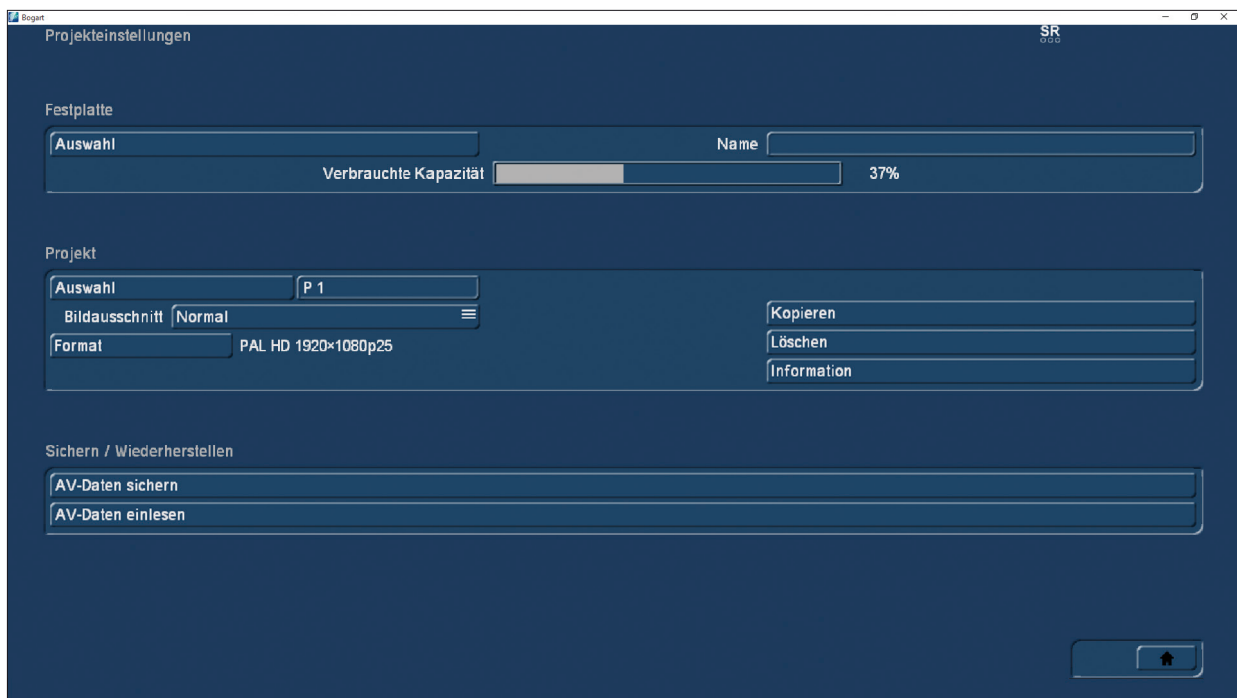 Bogart
Projekteinstellungen
SR
Festplatte
Auswahl
Name
Verbrauchte Kapazität
37%
Projekt
Auswahl
P 1
Bildausschnitt
Normal
Kopieren
Format
PAL HD 1920×1080p25
Löschen
Information
Sichern / Wiederherstellen
AV-Daten sichern
AV-Daten einlesen